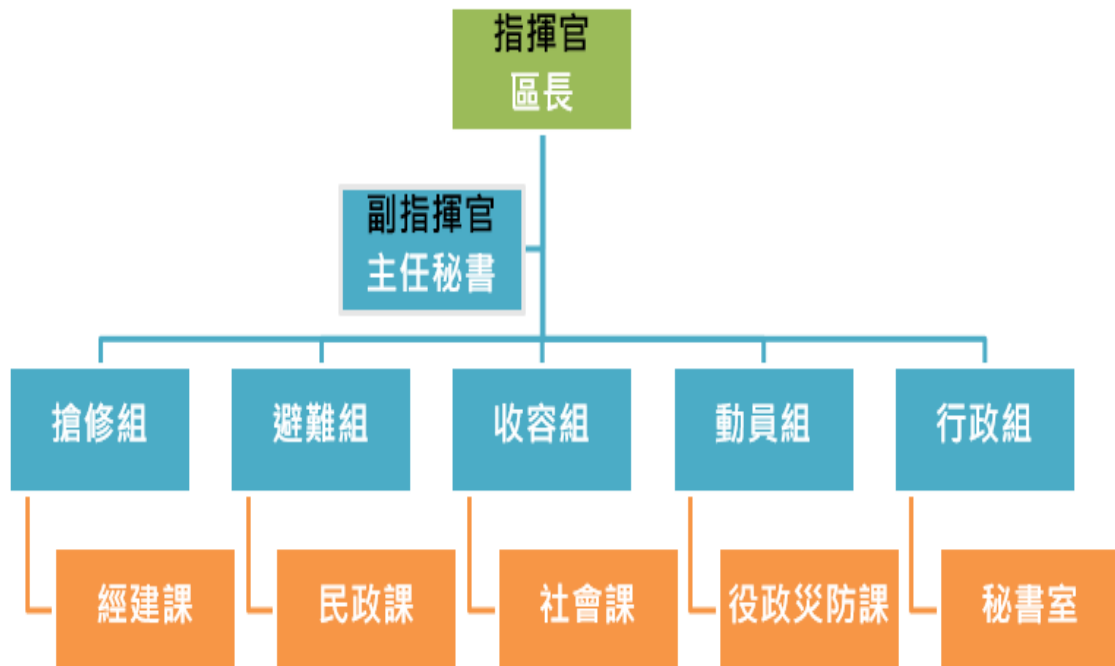 指揮官
區長
副指揮官
主任秘書
搶修組
避難組
收容組
動員組
行政組
經建課
民政課
社會課
役政災防課
秘書室